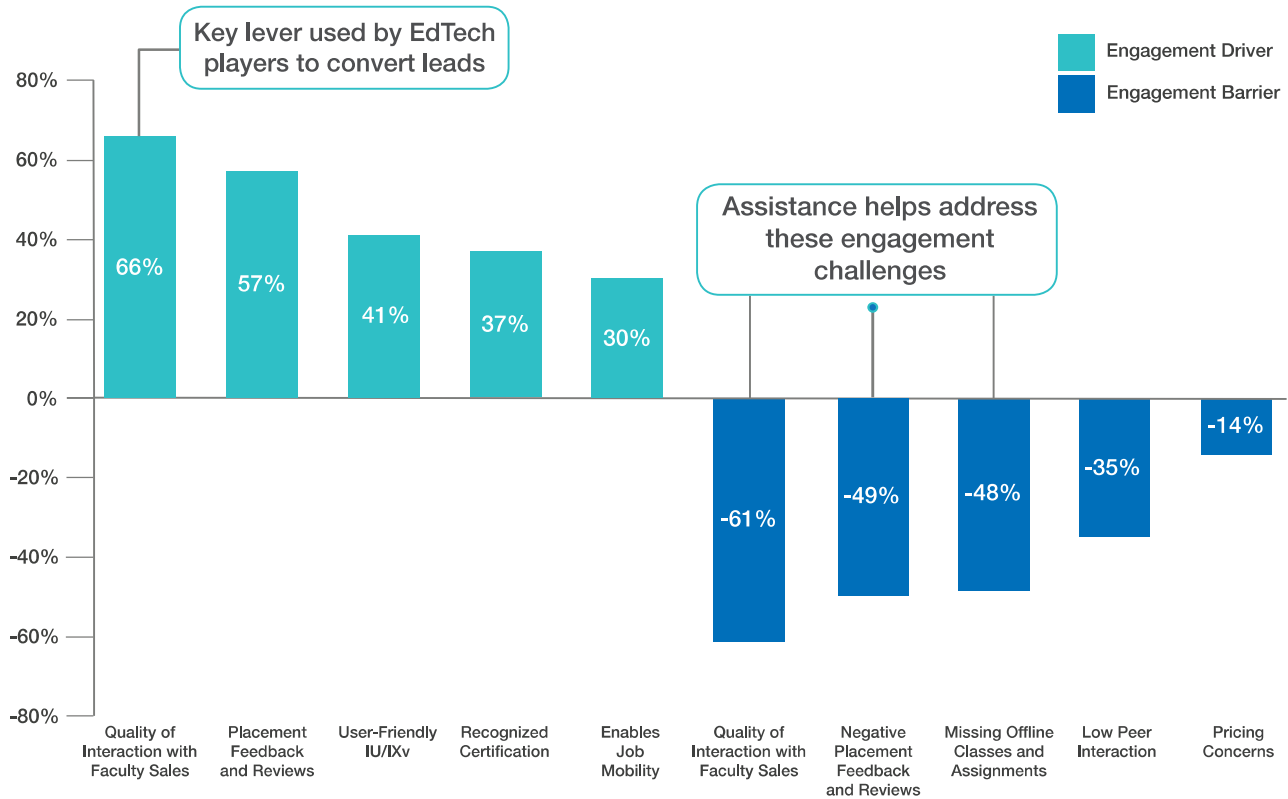 Key lever used by EdTech
players to convert leads
Engagement Driver
Engagement Barrier
80%
60%
40%
20%
0%
-20%
-40%
-60%
-80%
Assistance helps address
these engagement
challenges
66%
57%
41%
37%
30%
-61%
-49%
-48%
-35%
-14%
Quality of
Interaction with
Faculty Sales
Placement
Feedback
and Reviews
User-Friendly
IU/IXv
Recognized
Certification
Enables
Job
Mobility
Quality of
Interaction with
Faculty Sales
Negative
Placement
Feedback
and Reviews
Missing Offline
Classes and
Assignments
Low Peer
Interaction
Pricing
Concerns